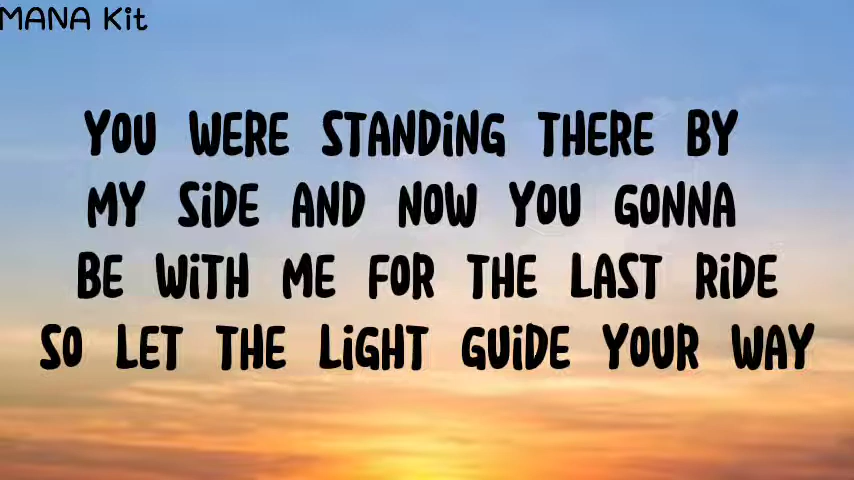 MANA Kit
YOU WERE STANDING THERE BY
MY SIDE AND NOW YOU GONNA
BE WITH ME FOR THE LAST RIDE
SO LET THE LIGHT GUIDE YOUR WAY